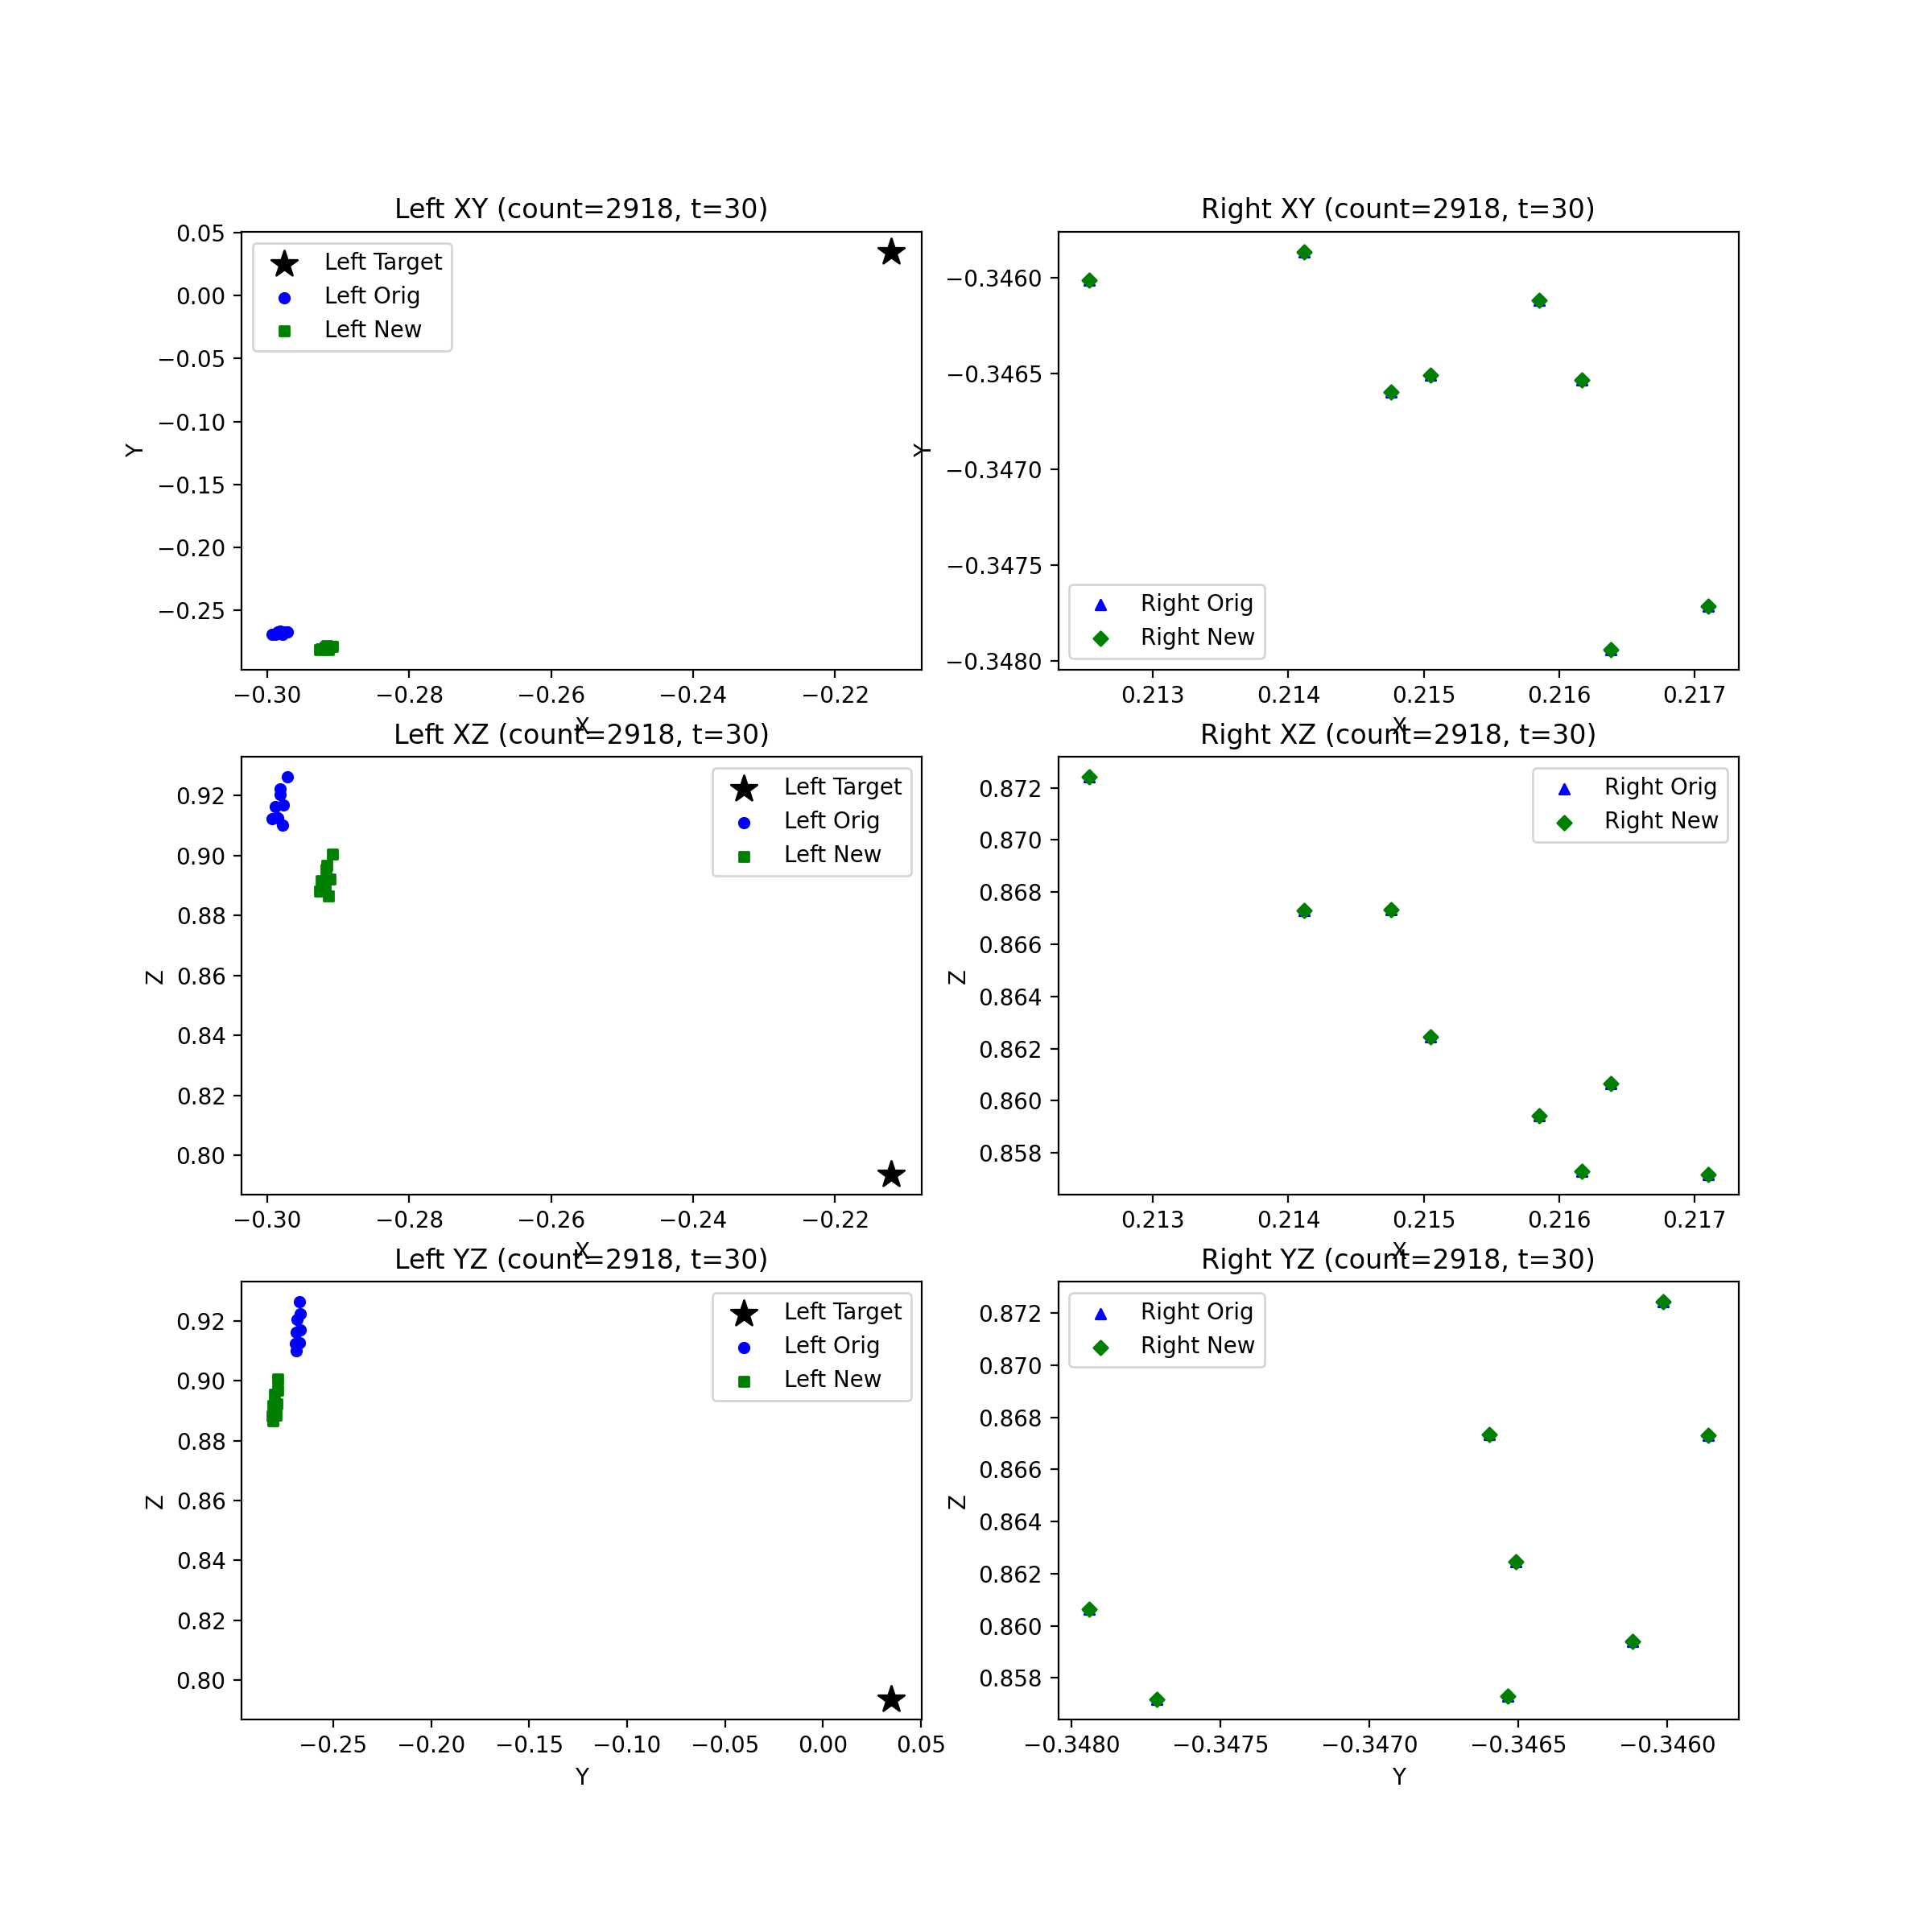 Left XY (count=2918, t=30)
0.05
0.00
−0.05
−0.10
−0.15
−0.20
−0.25
Y
Left Target
Left Orig
Left New
−0.30
−0.28
−0.26
−0.24
−0.22
X
Right XY (count=2918, t=30)
−0.3460
−0.3465
−0.3470
−0.3475
−0.3480
Y
Right Orig
Right New
0.213
0.214
0.215
0.216
0.217
X
Left XZ (count=2918, t=30)
0.92
0.90
0.88
0.86
0.84
0.82
0.80
Z
Left Target
Left Orig
Left New
−0.30
−0.28
−0.26
−0.24
−0.22
X
Right XZ (count=2918, t=30)
0.872
0.870
0.868
0.866
0.864
0.862
0.860
0.858
Z
Right Orig
Right New
0.213
0.214
0.215
0.216
0.217
X
Left YZ (count=2918, t=30)
0.92
0.90
0.88
0.86
0.84
0.82
0.80
Z
Left Target
Left Orig
Left New
−0.25
−0.20
−0.15
−0.10
−0.05
0.00
0.05
Y
Right YZ (count=2918, t=30)
0.872
0.870
0.868
0.866
0.864
0.862
0.860
0.858
Z
Right Orig
Right New
−0.3480
−0.3475
−0.3470
−0.3465
−0.3460
Y